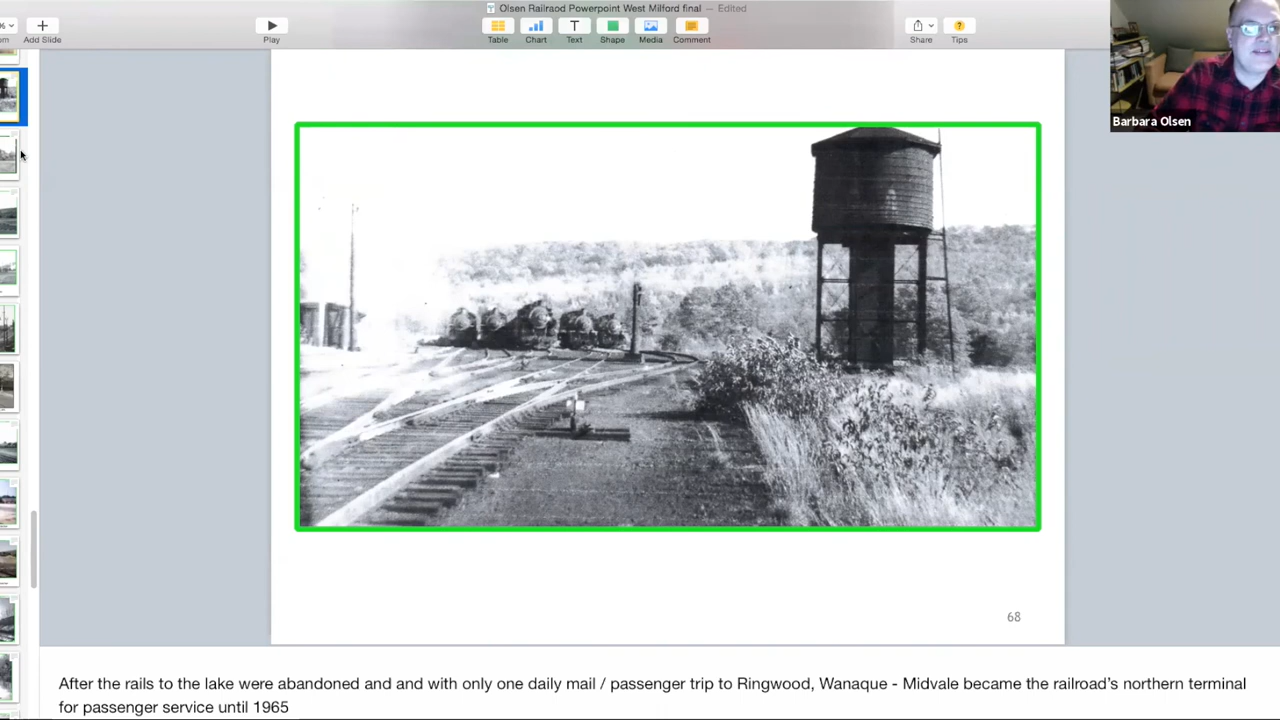 Olsen Railraod Powerpoint West Milford final — Edited
Add Slide
Play
Table
Chart
Text
Shape
Media
Comment
Share
Tips
Barbara Olsen
68
After the rails to the lake were abandoned and and with only one daily mail / passenger trip to Ringwood, Wanaque - Midvale became the railroad's northern terminal
for passenger service until 1965